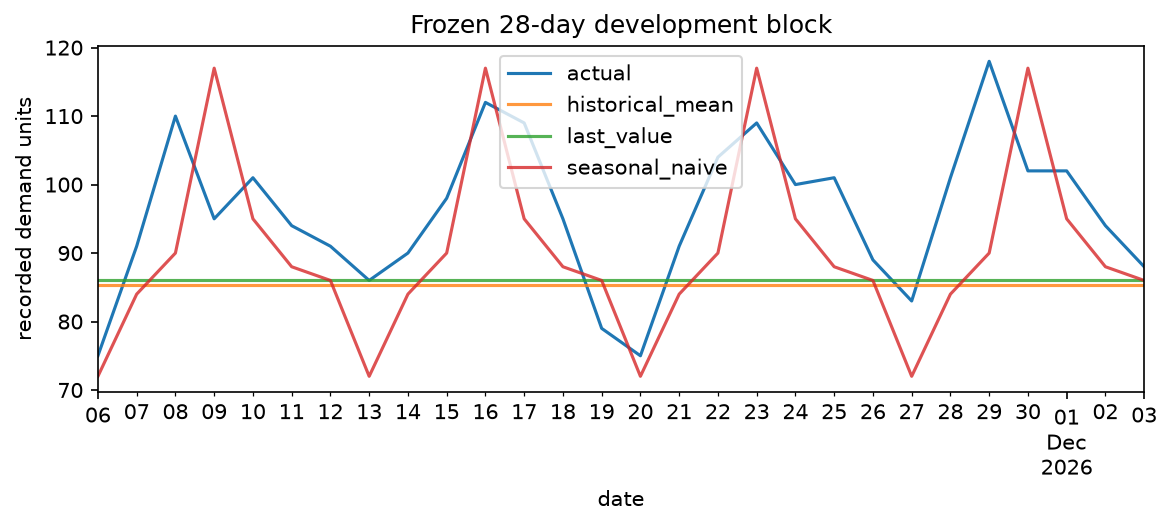 Frozen 28-day development block
recorded demand units
120
110
100
90
80
70
actual
historical_mean
last_value
seasonal_naive
06 07 08 09 10 11 12 13 14 15 16 17 18 19 20 21 22 23 24 25 26 27 28 29 30 01 02 03
Dec
2026
date